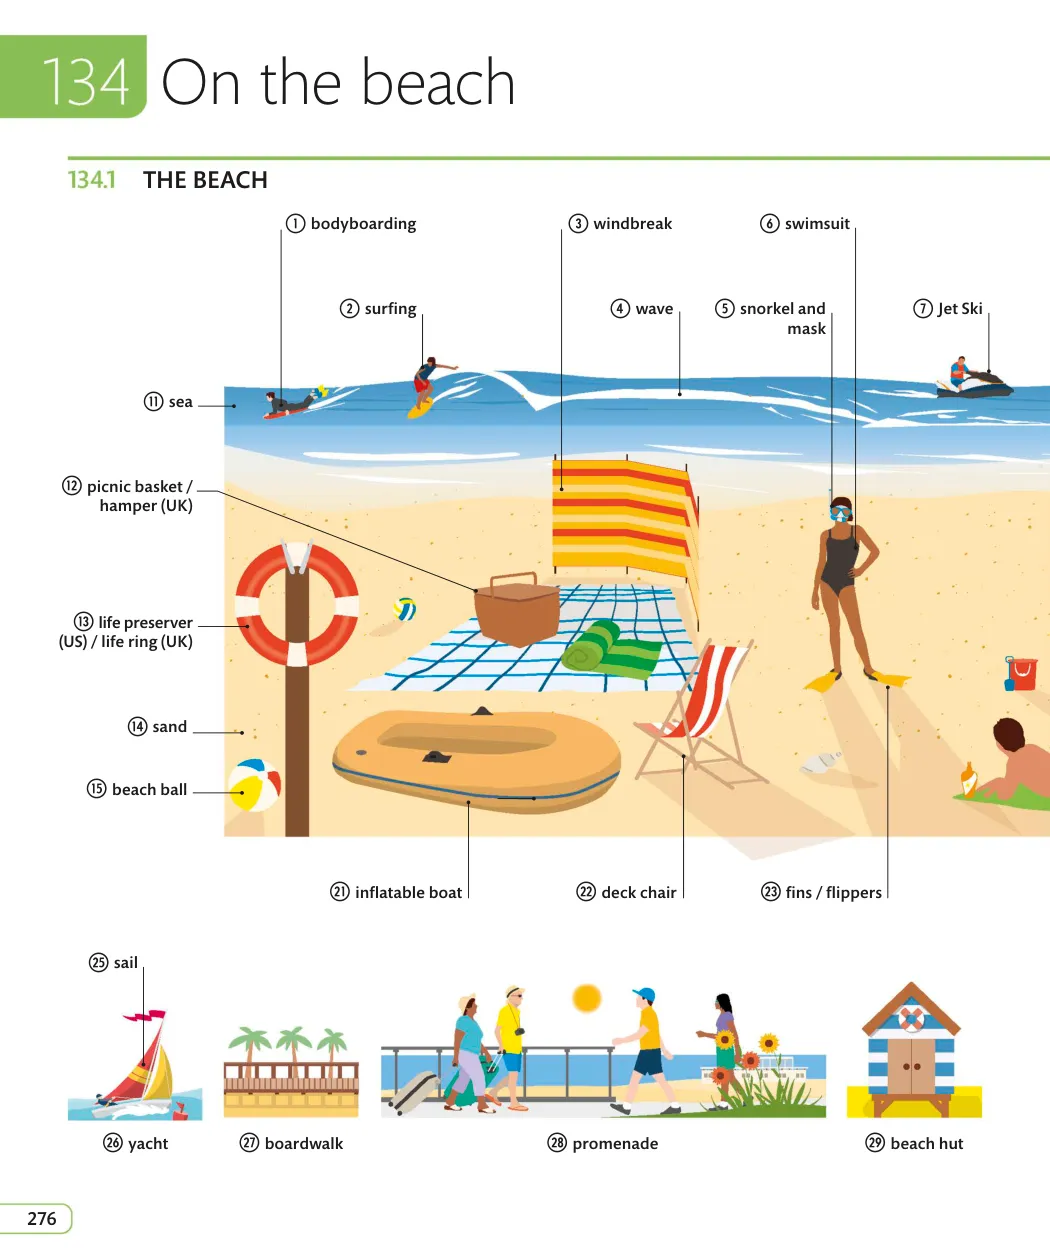 134 On the beach
134.1 THE BEACH
① bodyboarding
③ windbreak
⑥ swimsuit
② surfing
④ wave
⑤ snorkel and
mask
⑦ Jet Ski
⑪ sea
⑫ picnic basket /
hamper (UK)
⑬ life preserver
(US) / life ring (UK)
⑭ sand
⑮ beach ball
㉑ inflatable boat
㉒ deck chair
㉓ fins / flippers
㉕ sail
㉖ yacht
㉗ boardwalk
㉘ promenade
㉙ beach hut
276